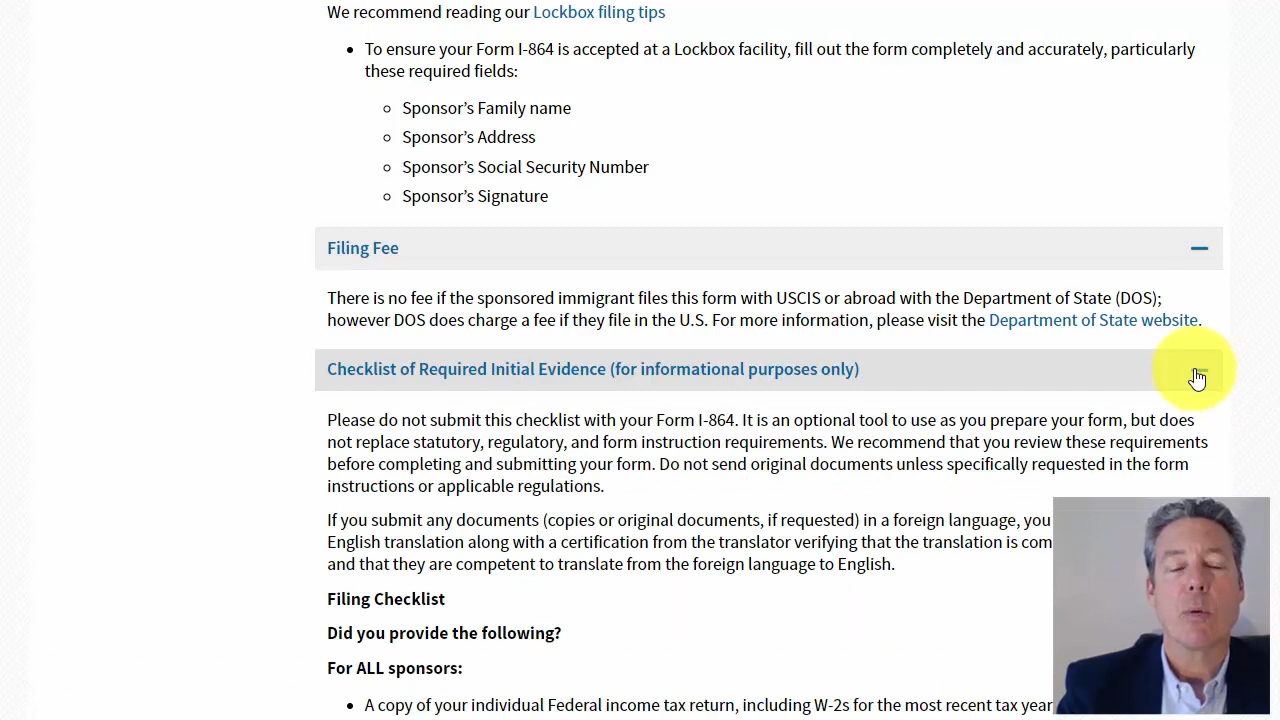 We recommend reading our Lockbox filing tips
• To ensure your Form I-864 is accepted at a Lockbox facility, fill out the form completely and accurately, particularly
these required fields:
○ Sponsor’s Family name
○ Sponsor’s Address
○ Sponsor’s Social Security Number
○ Sponsor’s Signature
Filing Fee
There is no fee if the sponsored immigrant files this form with USCIS or abroad with the Department of State (DOS);
however DOS does charge a fee if they file in the U.S. For more information, please visit the Department of State website.
Checklist of Required Initial Evidence (for informational purposes only)
Please do not submit this checklist with your Form I-864. It is an optional tool to use as you prepare your form, but does
not replace statutory, regulatory, and form instruction requirements. We recommend that you review these requirements
before completing and submitting your form. Do not send original documents unless specifically requested in the form
instructions or applicable regulations.
If you submit any documents (copies or original documents, if requested) in a foreign language, you
English translation along with a certification from the translator verifying that the translation is com
and that they are competent to translate from the foreign language to English.
Filing Checklist
Did you provide the following?
For ALL sponsors:
• A copy of your individual Federal income tax return, including W-2s for the most recent tax year